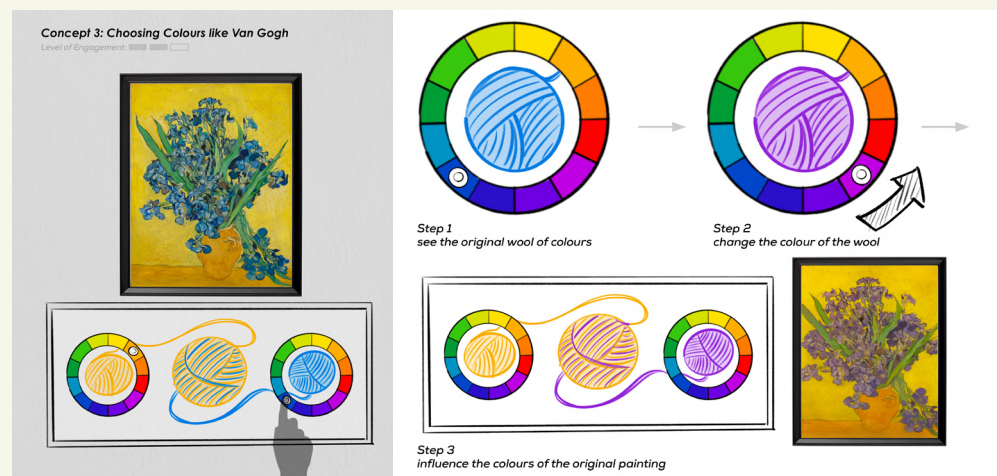 Concept 3: Choosing Colours like Van Gogh
Level of Engagement:
Step 1
see the original wool of colours
Step 2
change the colour of the wool
Step 3
influence the colours of the original painting